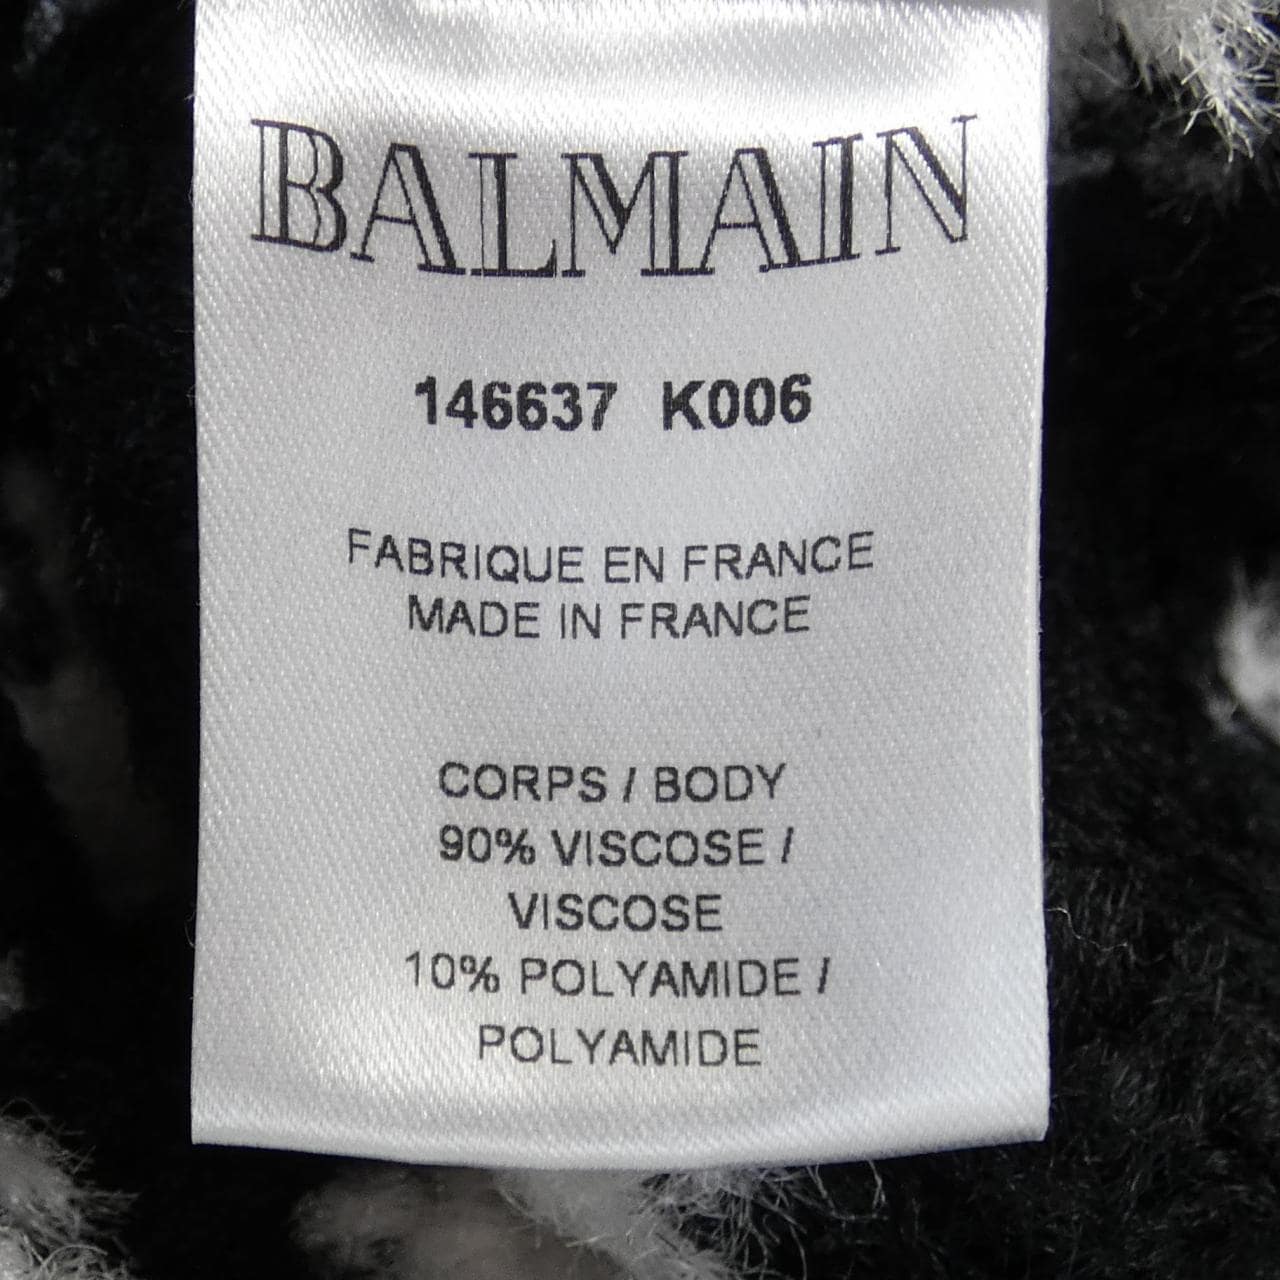 BALMAIN
146637 K006
FABRIQUE EN FRANCE
MADE IN FRANCE
CORPS / BODY
90% VISCOSE /
VISCOSE
10% POLYAMIDE /
POLYAMIDE